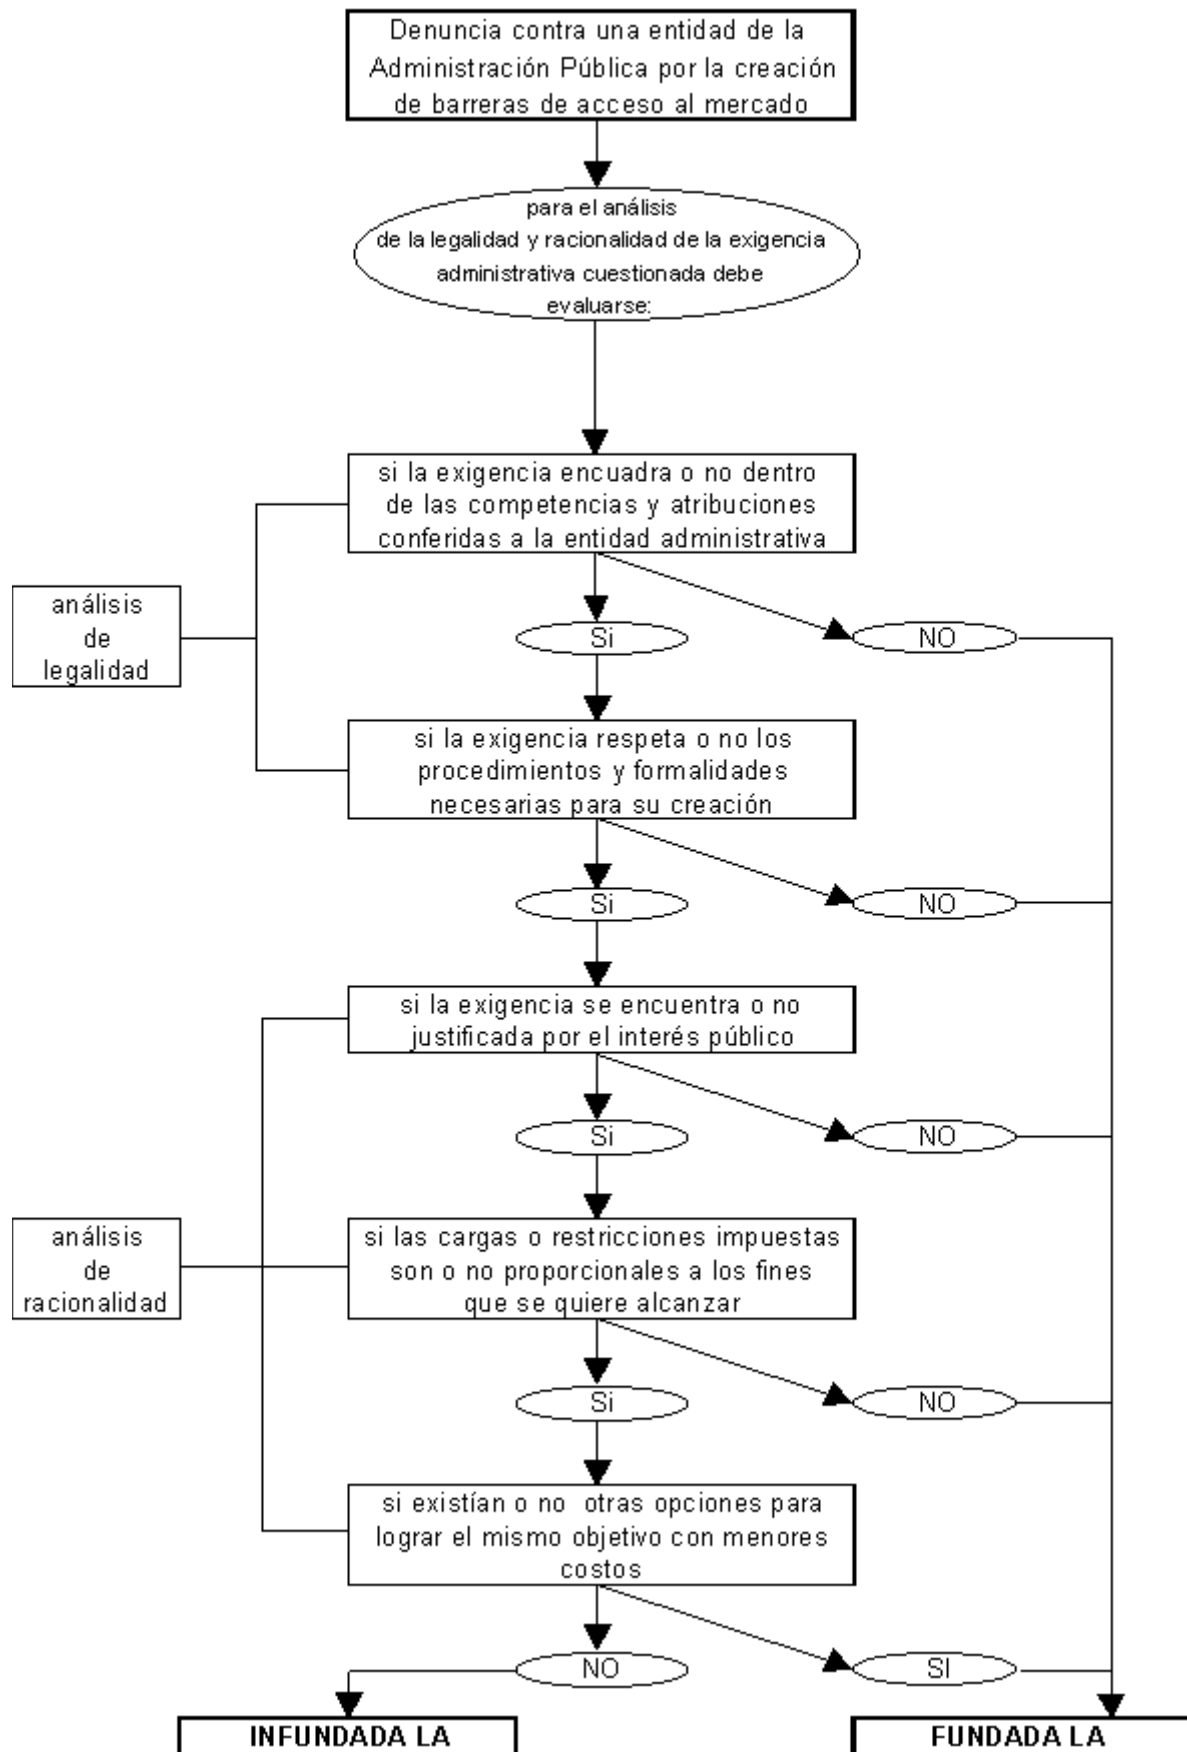 Denuncia contra una entidad de la
Administración Pública por la creación
de barreras de acceso al mercado
para el análisis
de la legalidad y racionalidad de la exigencia
administrativa cuestionada debe
evaluarse:
si la exigencia encuadra o no dentro
de las competencias y atribuciones
conferidas a la entidad administrativa
análisis
de
legalidad
Si
NO
si la exigencia respeta o no los
procedimientos y formalidades
necesarias para su creación
Si
NO
si la exigencia se encuentra o no
justificada por el interés público
Si
NO
análisis
de
racionalidad
si las cargas o restricciones impuestas
son o no proporcionales a los fines
que se quiere alcanzar
Si
NO
si existían o no otras opciones para
lograr el mismo objetivo con menores
costos
NO
SI
INFUNDADA LA
FUNDADA LA